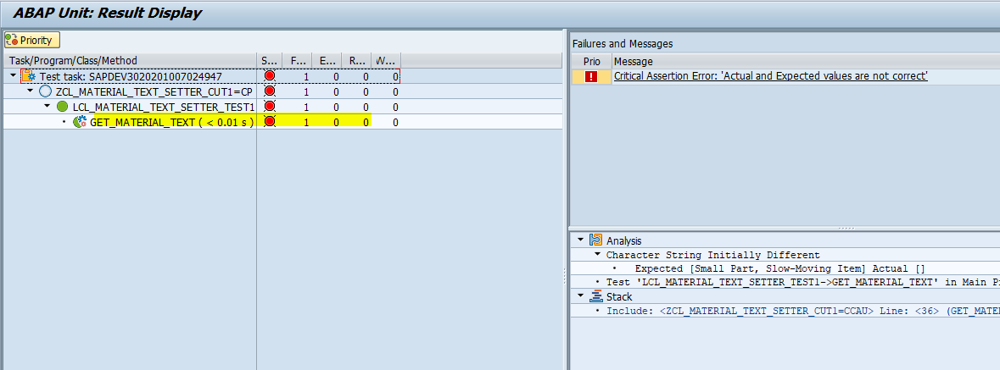 ABAP Unit: Result Display
Priority
Task/Program/Class/Method S... F... E... R... W...
Test task: SAPDEV3020201007024947 1 0 0 0
ZCL_MATERIAL_TEXT_SETTER_CUT1=CP 1 0 0 0
LCL_MATERIAL_TEXT_SETTER_TEST1 1 0 0 0
GET_MATERIAL_TEXT ( < 0.01 s ) 1 0 0 0
Failures and Messages
Prio Message
Critical Assertion Error: 'Actual and Expected values are not correct'
Analysis
Character String Initially Different
Expected [Small Part, Slow-Moving Item] Actual []
Test 'LCL_MATERIAL_TEXT_SETTER_TEST1->GET_MATERIAL_TEXT' in Main P
Stack
Include: <ZCL_MATERIAL_TEXT_SETTER_CUT1=CCAU> Line: <36> (GET_MATE